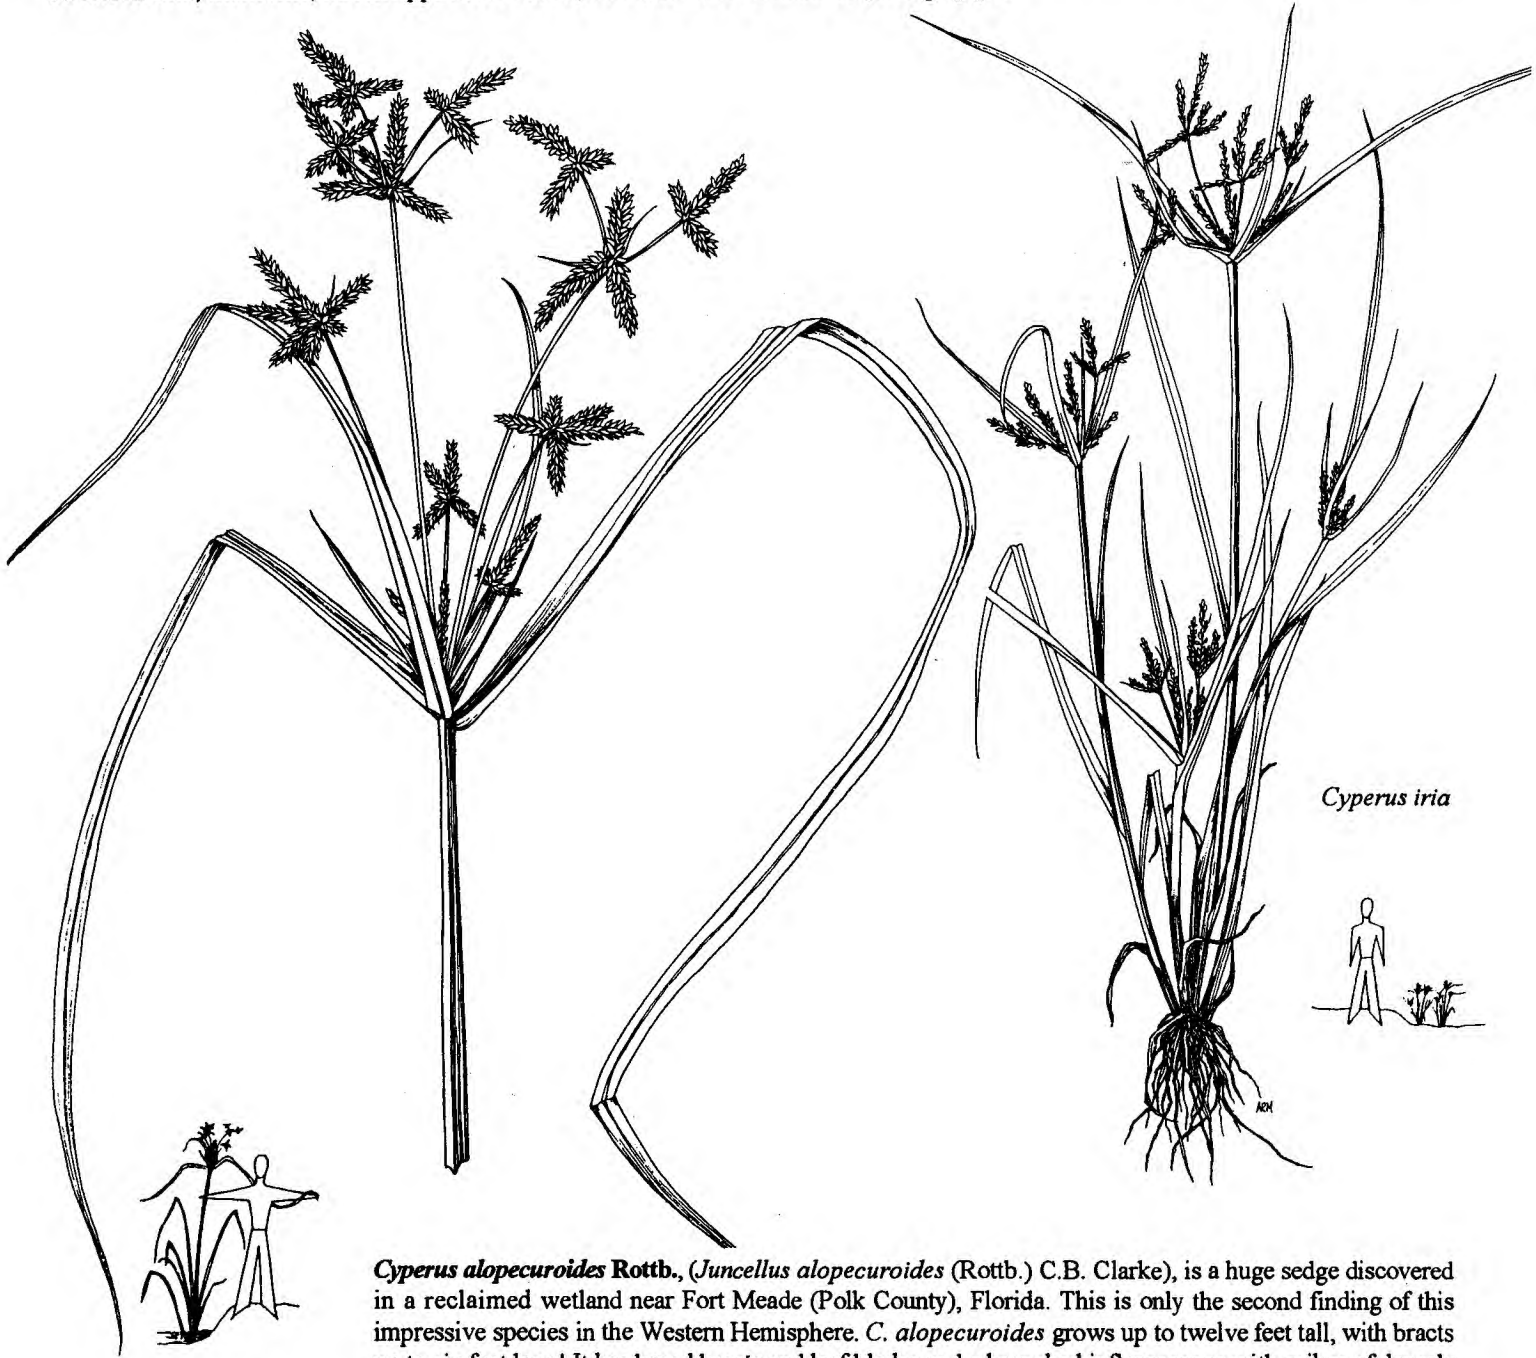 Cyperus iria
ARM
Cyperus alopecuroides Rottb., (Juncellus alopecuroides (Rottb.) C.B. Clarke), is a huge sedge discovered
in a reclaimed wetland near Fort Meade (Polk County), Florida. This is only the second finding of this
impressive species in the Western Hemisphere. C. alopecuroides grows up to twelve feet tall, with bracts